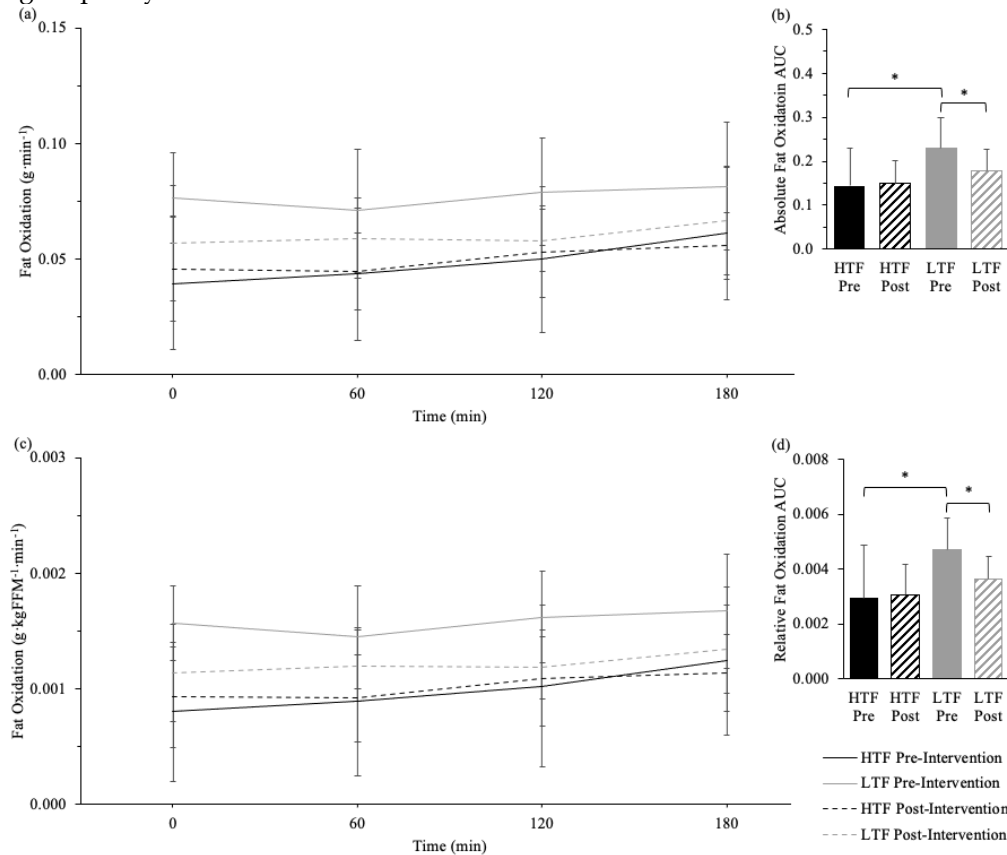 (a)
0.15
0.10
0.05
0.00
Fat Oxidation (g·min⁻¹)
0
60
120
180
Time (min)
(b)
0.5
0.4
0.3
0.2
0.1
0.0
Absolute Fat Oxidatoin AUC
*
*
HTF Pre
HTF Post
LTF Pre
LTF Post
(c)
0.003
0.002
0.001
0.000
Fat Oxidation (g·kgFFM⁻¹·min⁻¹)
0
60
120
180
Time (min)
(d)
0.008
0.006
0.004
0.002
0.000
Relative Fat Oxidation AUC
*
*
HTF Pre
HTF Post
LTF Pre
LTF Post
HTF Pre-Intervention
LTF Pre-Intervention
HTF Post-Intervention
LTF Post-Intervention